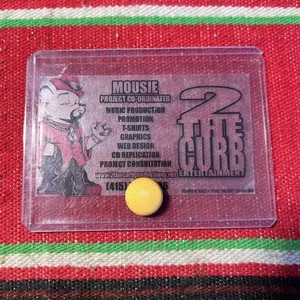 MOUSIE
PROJECT CO-ORDINATER
MUSIC PRODUCTION
PROMOTION
T-SHIRTS
GRAPHICS
WEB DESIGN
CD REPLICATION
PROJECT CONSULTATION
(415)
2
THE
CURB
ENTERTAINMENT